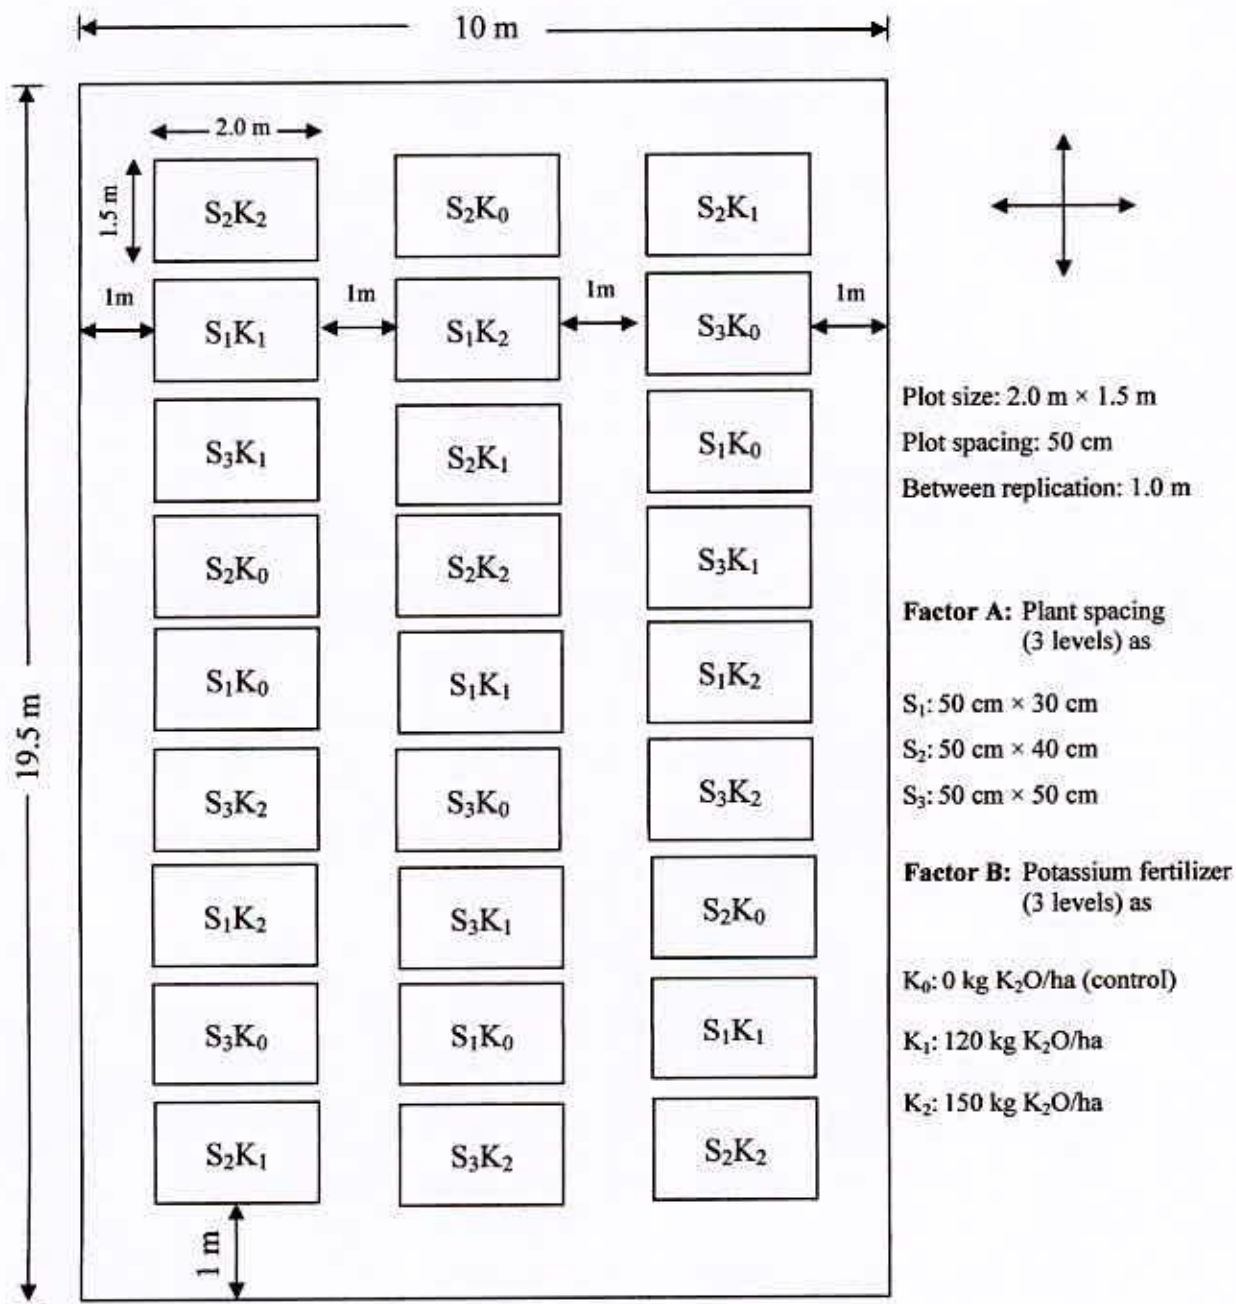 10 m
2.0 m
1.5 m
S₂K₂ S₂K₀ S₂K₁
1m 1m 1m 1m
S₁K₁ S₁K₂ S₃K₀
S₃K₁ S₂K₁ S₁K₀
S₂K₀ S₂K₂ S₃K₁
S₁K₀ S₁K₁ S₁K₂
S₃K₂ S₃K₀ S₃K₂
S₁K₂ S₃K₁ S₂K₀
S₃K₀ S₁K₀ S₁K₁
S₂K₁ S₃K₂ S₂K₂
1 m
19.5 m
Plot size: 2.0 m × 1.5 m
Plot spacing: 50 cm
Between replication: 1.0 m
Factor A: Plant spacing
(3 levels) as
S₁: 50 cm × 30 cm
S₂: 50 cm × 40 cm
S₃: 50 cm × 50 cm
Factor B: Potassium fertilizer
(3 levels) as
K₀: 0 kg K₂O/ha (control)
K₁: 120 kg K₂O/ha
K₂: 150 kg K₂O/ha